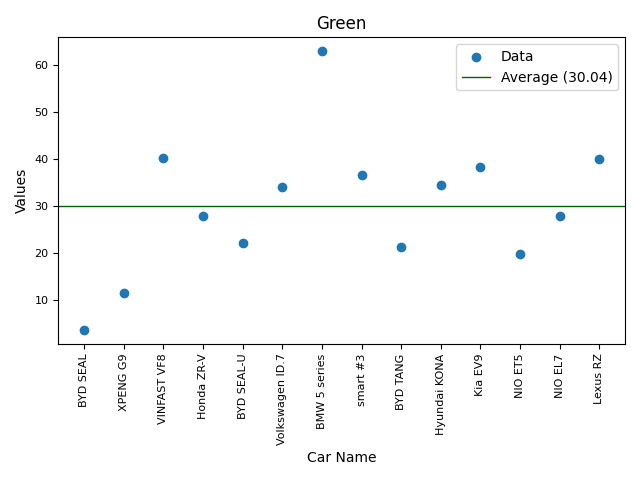 Green
Data
Average (30.04)
Values
60
50
40
30
20
10
BYD SEAL
XPENG G9
VINFAST VF8
Honda ZR-V
BYD SEAL-U
Volkswagen ID.7
BMW 5 series
smart #3
BYD TANG
Hyundai KONA
Kia EV9
NIO ET5
NIO EL7
Lexus RZ
Car Name